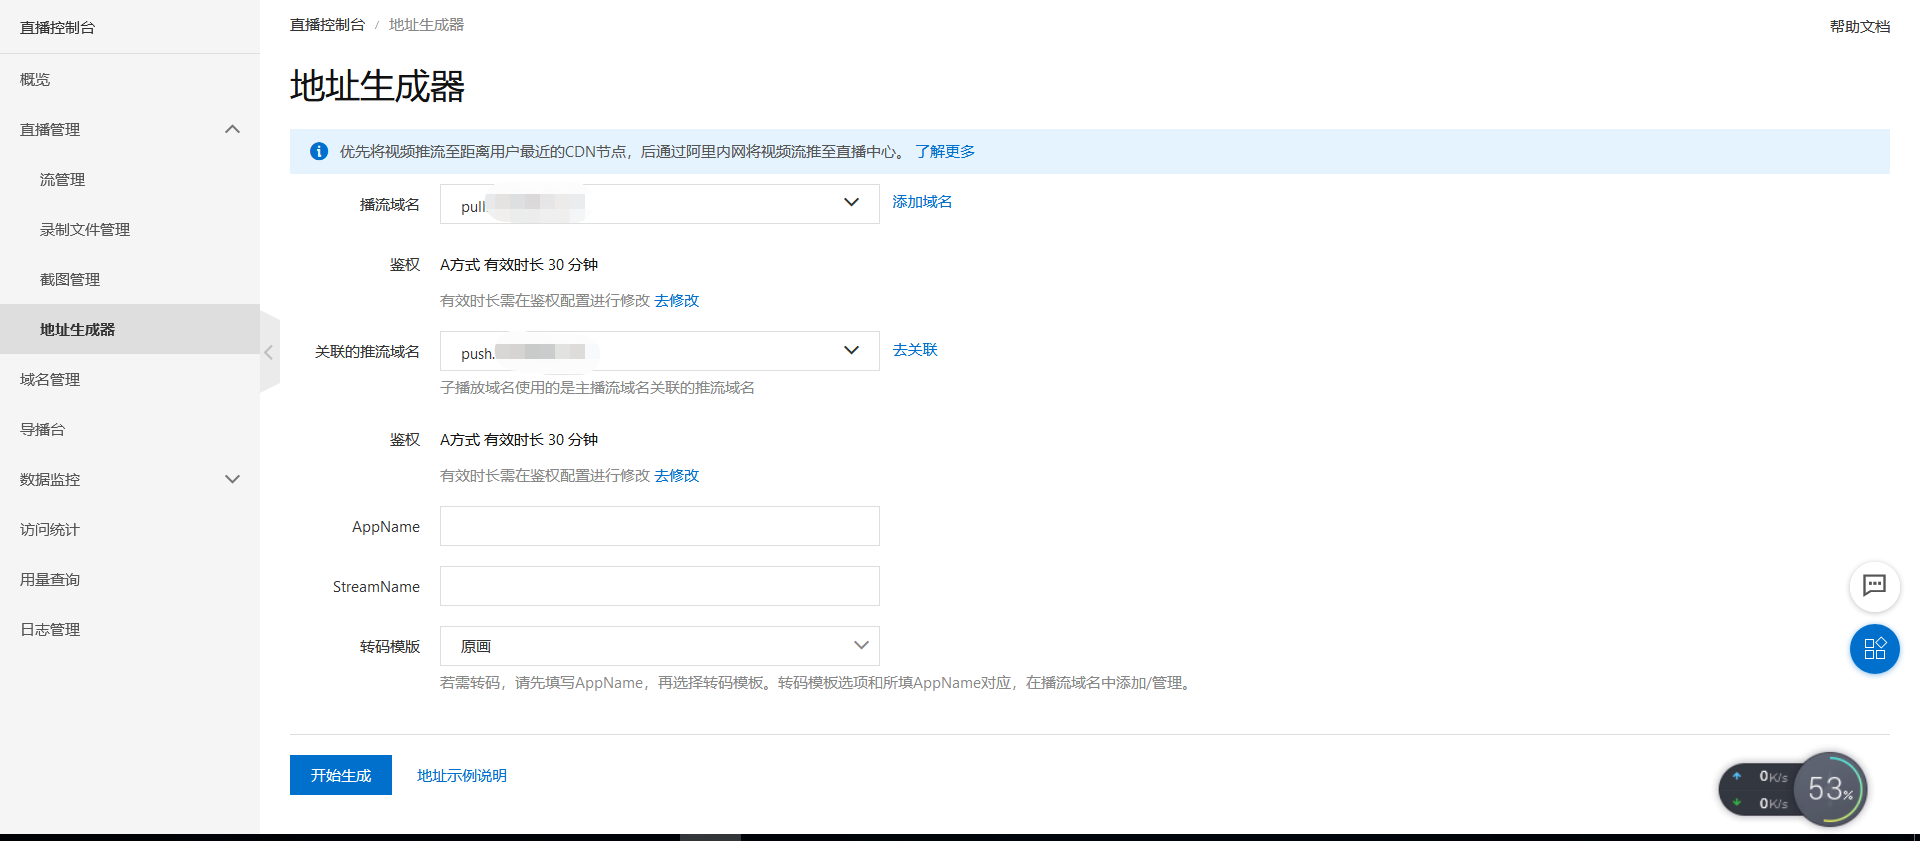 直播控制台
概览
直播管理
流管理
录制文件管理
截图管理
地址生成器
域名管理
导播台
数据监控
访问统计
用量查询
日志管理
直播控制台 / 地址生成器
帮助文档
地址生成器
优先将视频推流至距离用户最近的CDN节点，后通过阿里内网将视频流推至直播中心。 了解更多
播流域名 pull. 添加域名
鉴权 A方式 有效时长 30 分钟
有效时长需在鉴权配置进行修改 去修改
关联的推流域名 push. 去关联
子播放域名使用的是主播流域名关联的推流域名
鉴权 A方式 有效时长 30 分钟
有效时长需在鉴权配置进行修改 去修改
AppName
StreamName
转码模版 原画
若需转码，请先填写AppName，再选择转码模板。转码模板选项和所填AppName对应，在播流域名中添加/管理。
开始生成 地址示例说明
0K/s
0K/s
53%